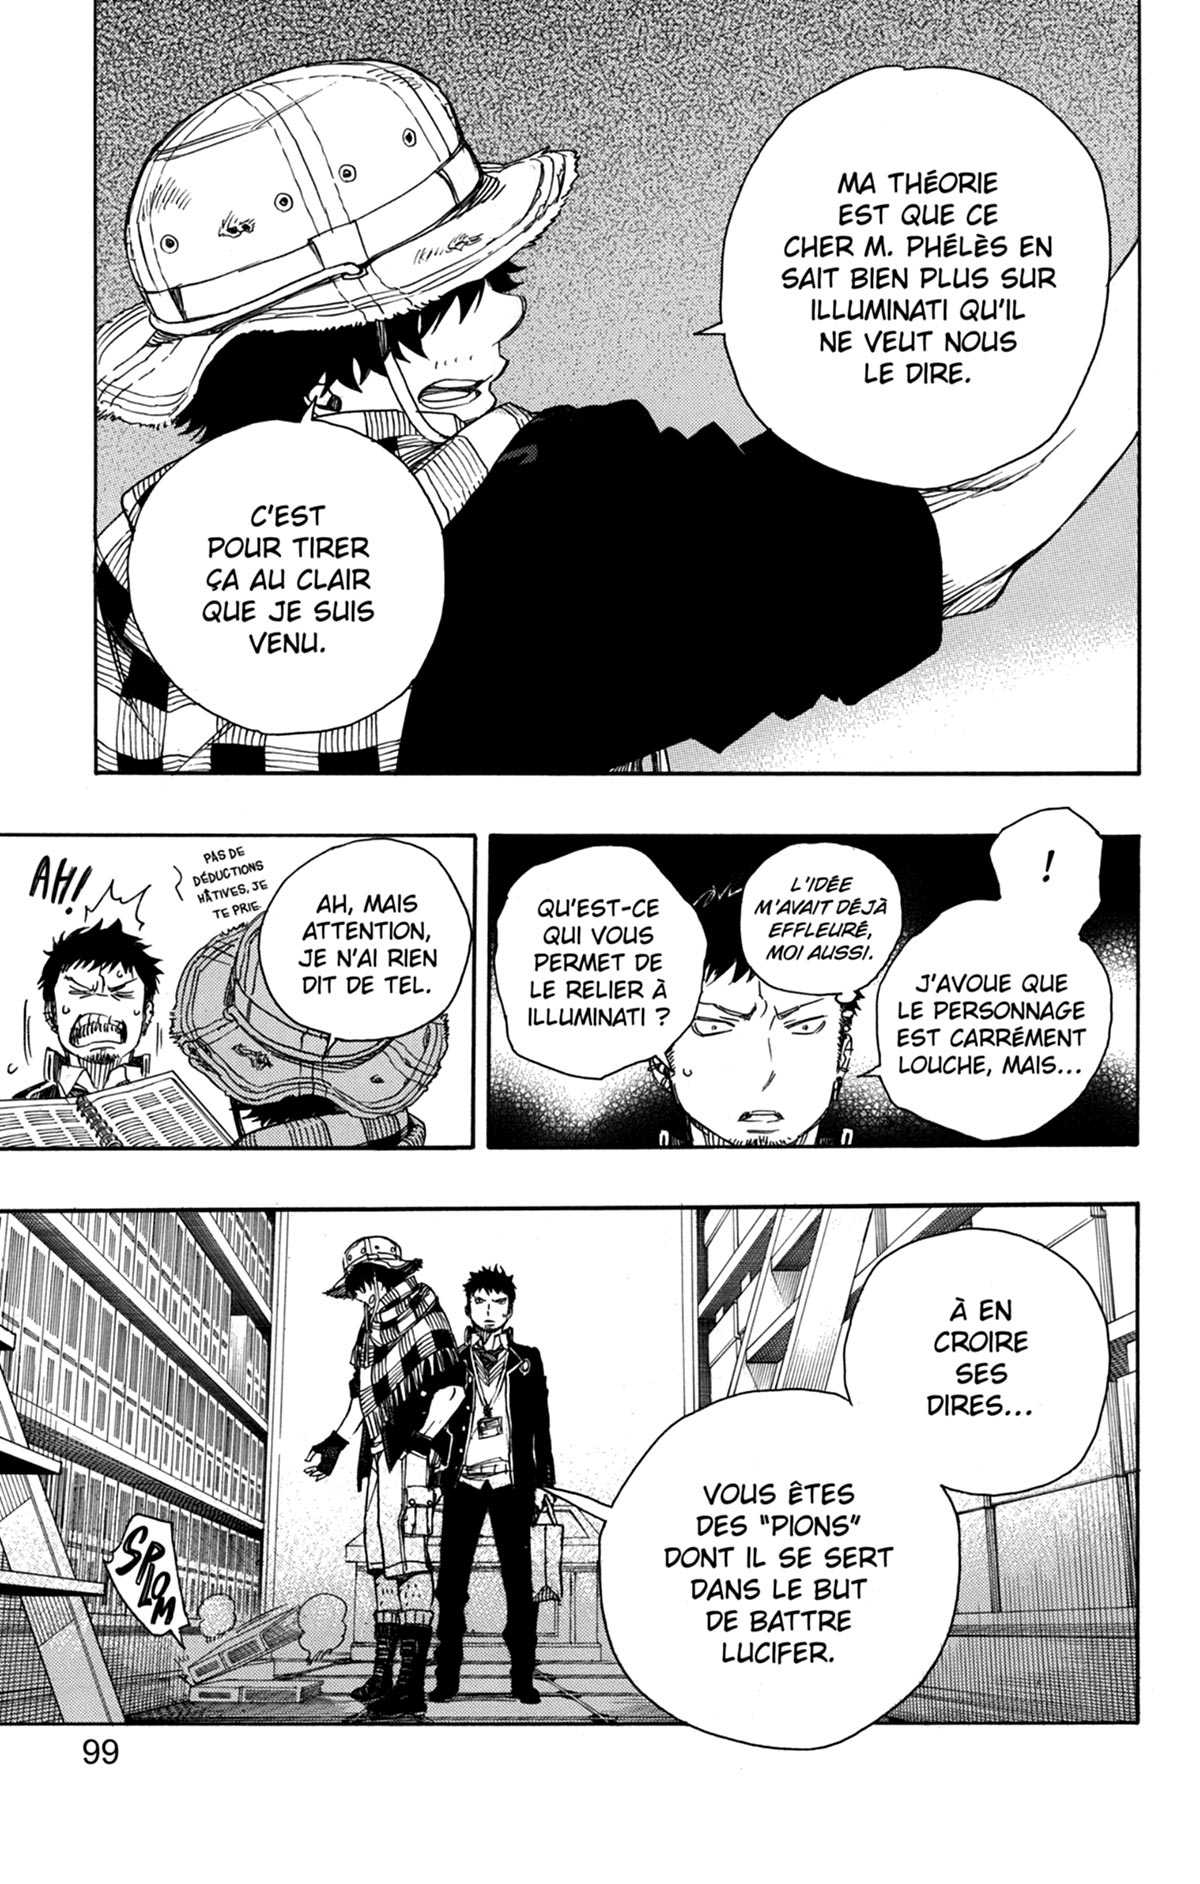 MA THÉORIE
EST QUE CE
CHER M. PHÉLÈS EN
SAIT BIEN PLUS SUR
ILLUMINATI QU'IL
NE VEUT NOUS
LE DIRE.
C'EST
POUR TIRER
ÇA AU CLAIR
QUE JE SUIS
VENU.
!
J'AVOUE QUE
LE PERSONNAGE
EST CARRÉMENT
LOUCHE, MAIS...
L'IDÉE
M'AVAIT DÉJÀ
EFFLEURÉ,
MOI AUSSI.
QU'EST-CE
QUI VOUS
PERMET DE
LE RELIER À
ILLUMINATI ?
AH, MAIS
ATTENTION,
JE N'AI RIEN
DIT DE TEL.
PAS DE
DÉDUCTIONS
HÂTIVES, JE
TE PRIE.
AH!
À EN
CROIRE
SES
DIRES...
VOUS ÊTES
DES "PIONS"
DONT IL SE SERT
DANS LE BUT
DE BATTRE
LUCIFER.
SPLOM
99